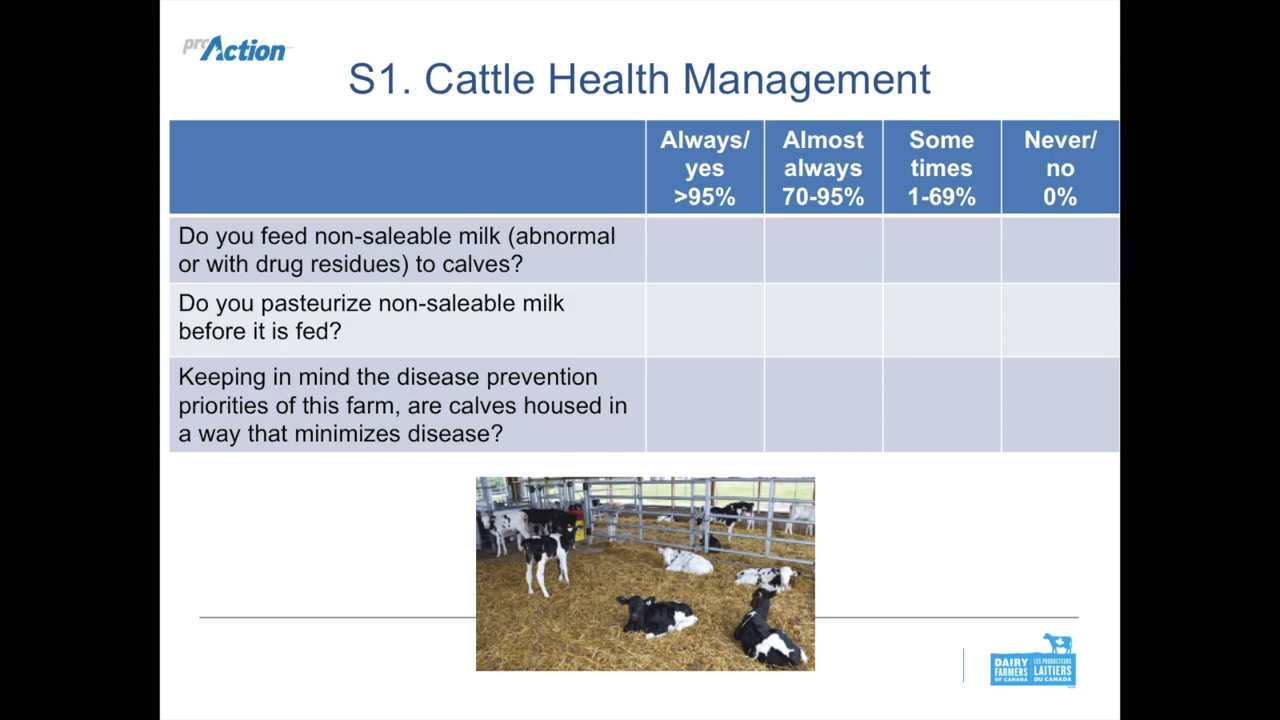 proAction
S1. Cattle Health Management
Always/
yes
>95%
Almost
always
70-95%
Some
times
1-69%
Never/
no
0%
Do you feed non-saleable milk (abnormal
or with drug residues) to calves?
Do you pasteurize non-saleable milk
before it is fed?
Keeping in mind the disease prevention
priorities of this farm, are calves housed in
a way that minimizes disease?
DAIRY
FARMERS
OF CANADA
LES PRODUCTEURS
LAITIERS
DU CANADA